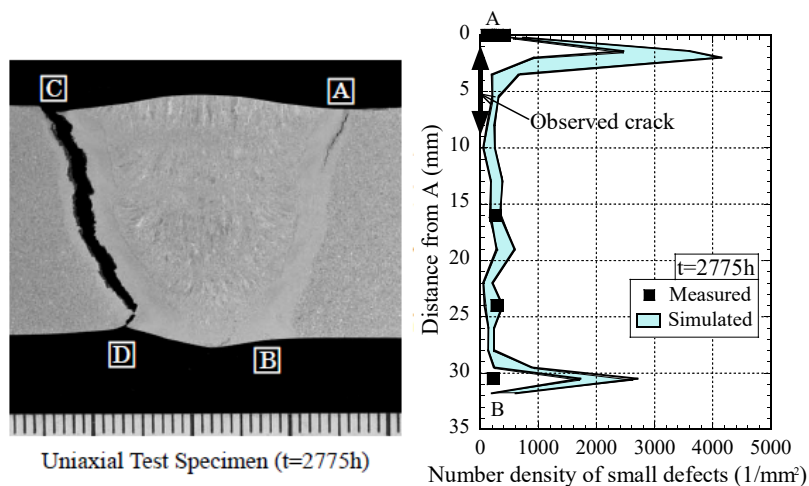 C
A
D
B
Uniaxial Test Specimen (t=2775h)
A
0
5
10
15
20
25
30
35
Distance from A (mm)
Observed crack
t=2775h
Measured
Simulated
B
0 1000 2000 3000 4000 5000
Number density of small defects (1/mm²)